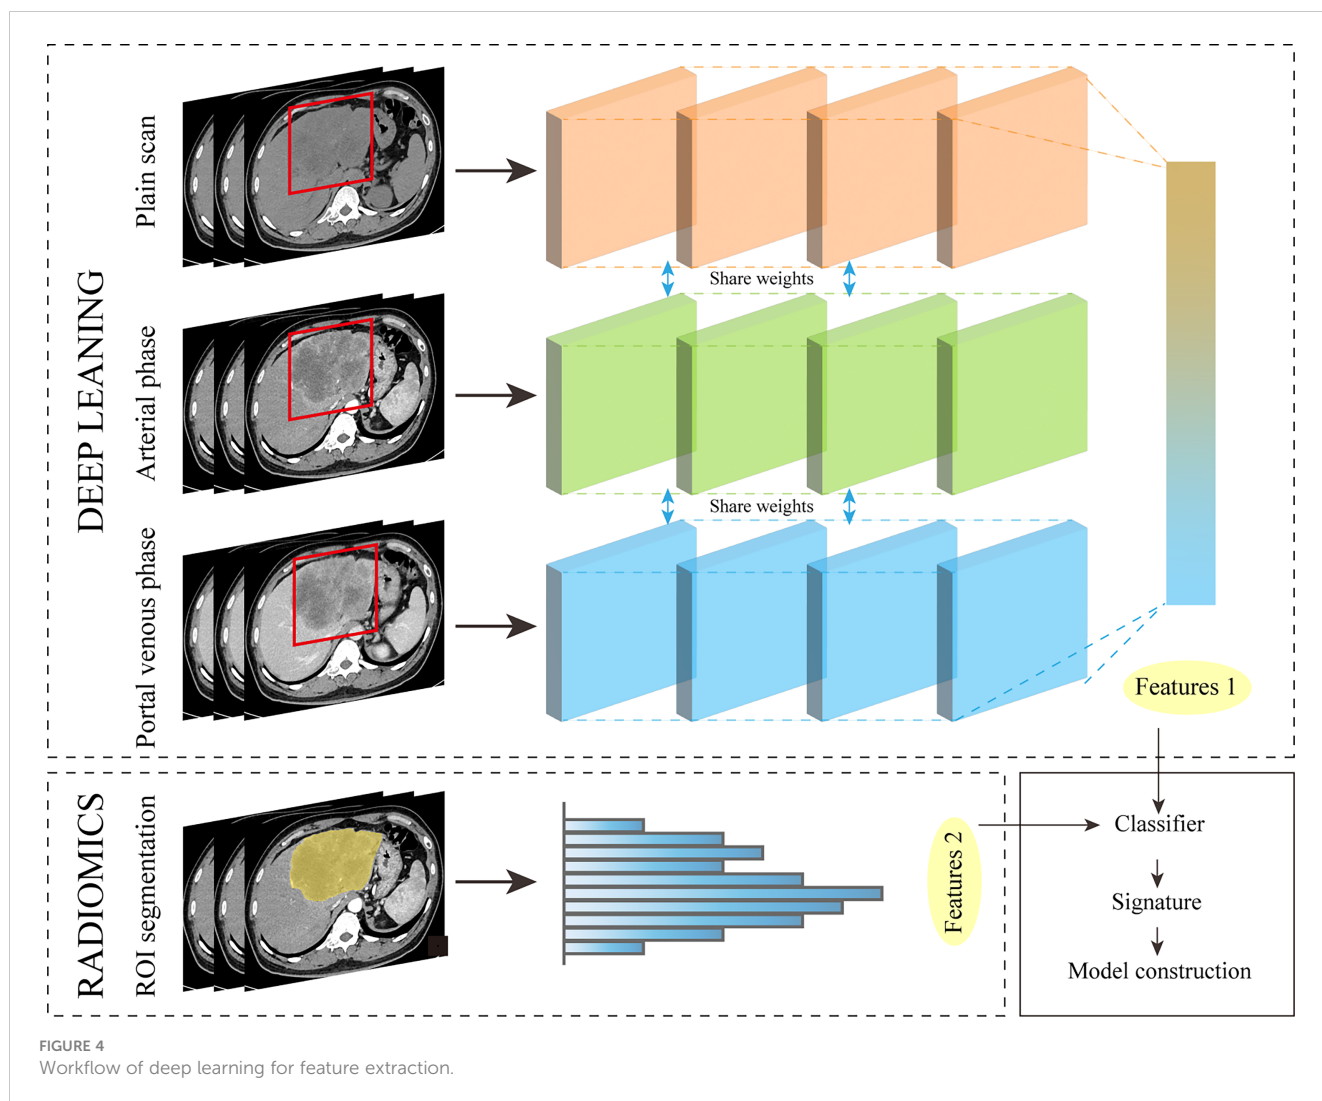 DEEP LEANING
Plain scan
Arterial phase
Portal venous phase
Share weights
Share weights
Features 1
RADIOMICS
ROI segmentation
Features 2
Classifier
Signature
Model construction
FIGURE 4
Workflow of deep learning for feature extraction.